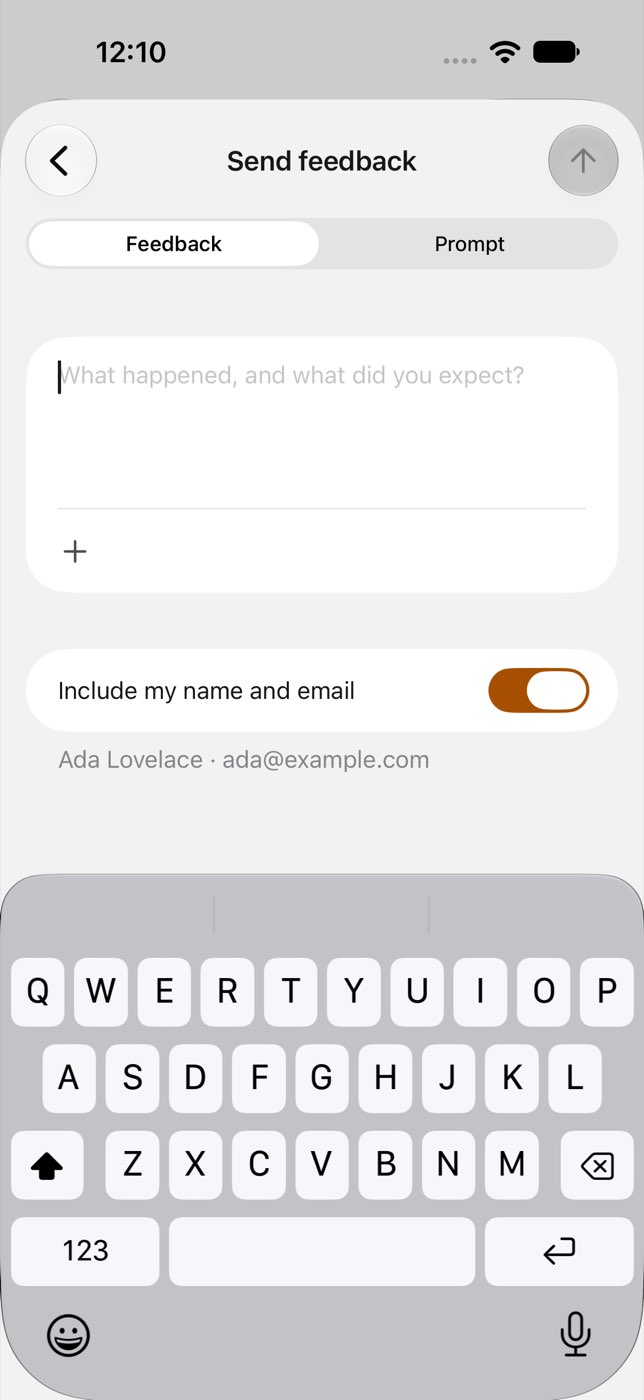 12:10
Send feedback
Feedback Prompt
What happened, and what did you expect?
Include my name and email
Ada Lovelace · ada@example.com
Q W E R T Y U I O P
A S D F G H J K L
Z X C V B N M
123